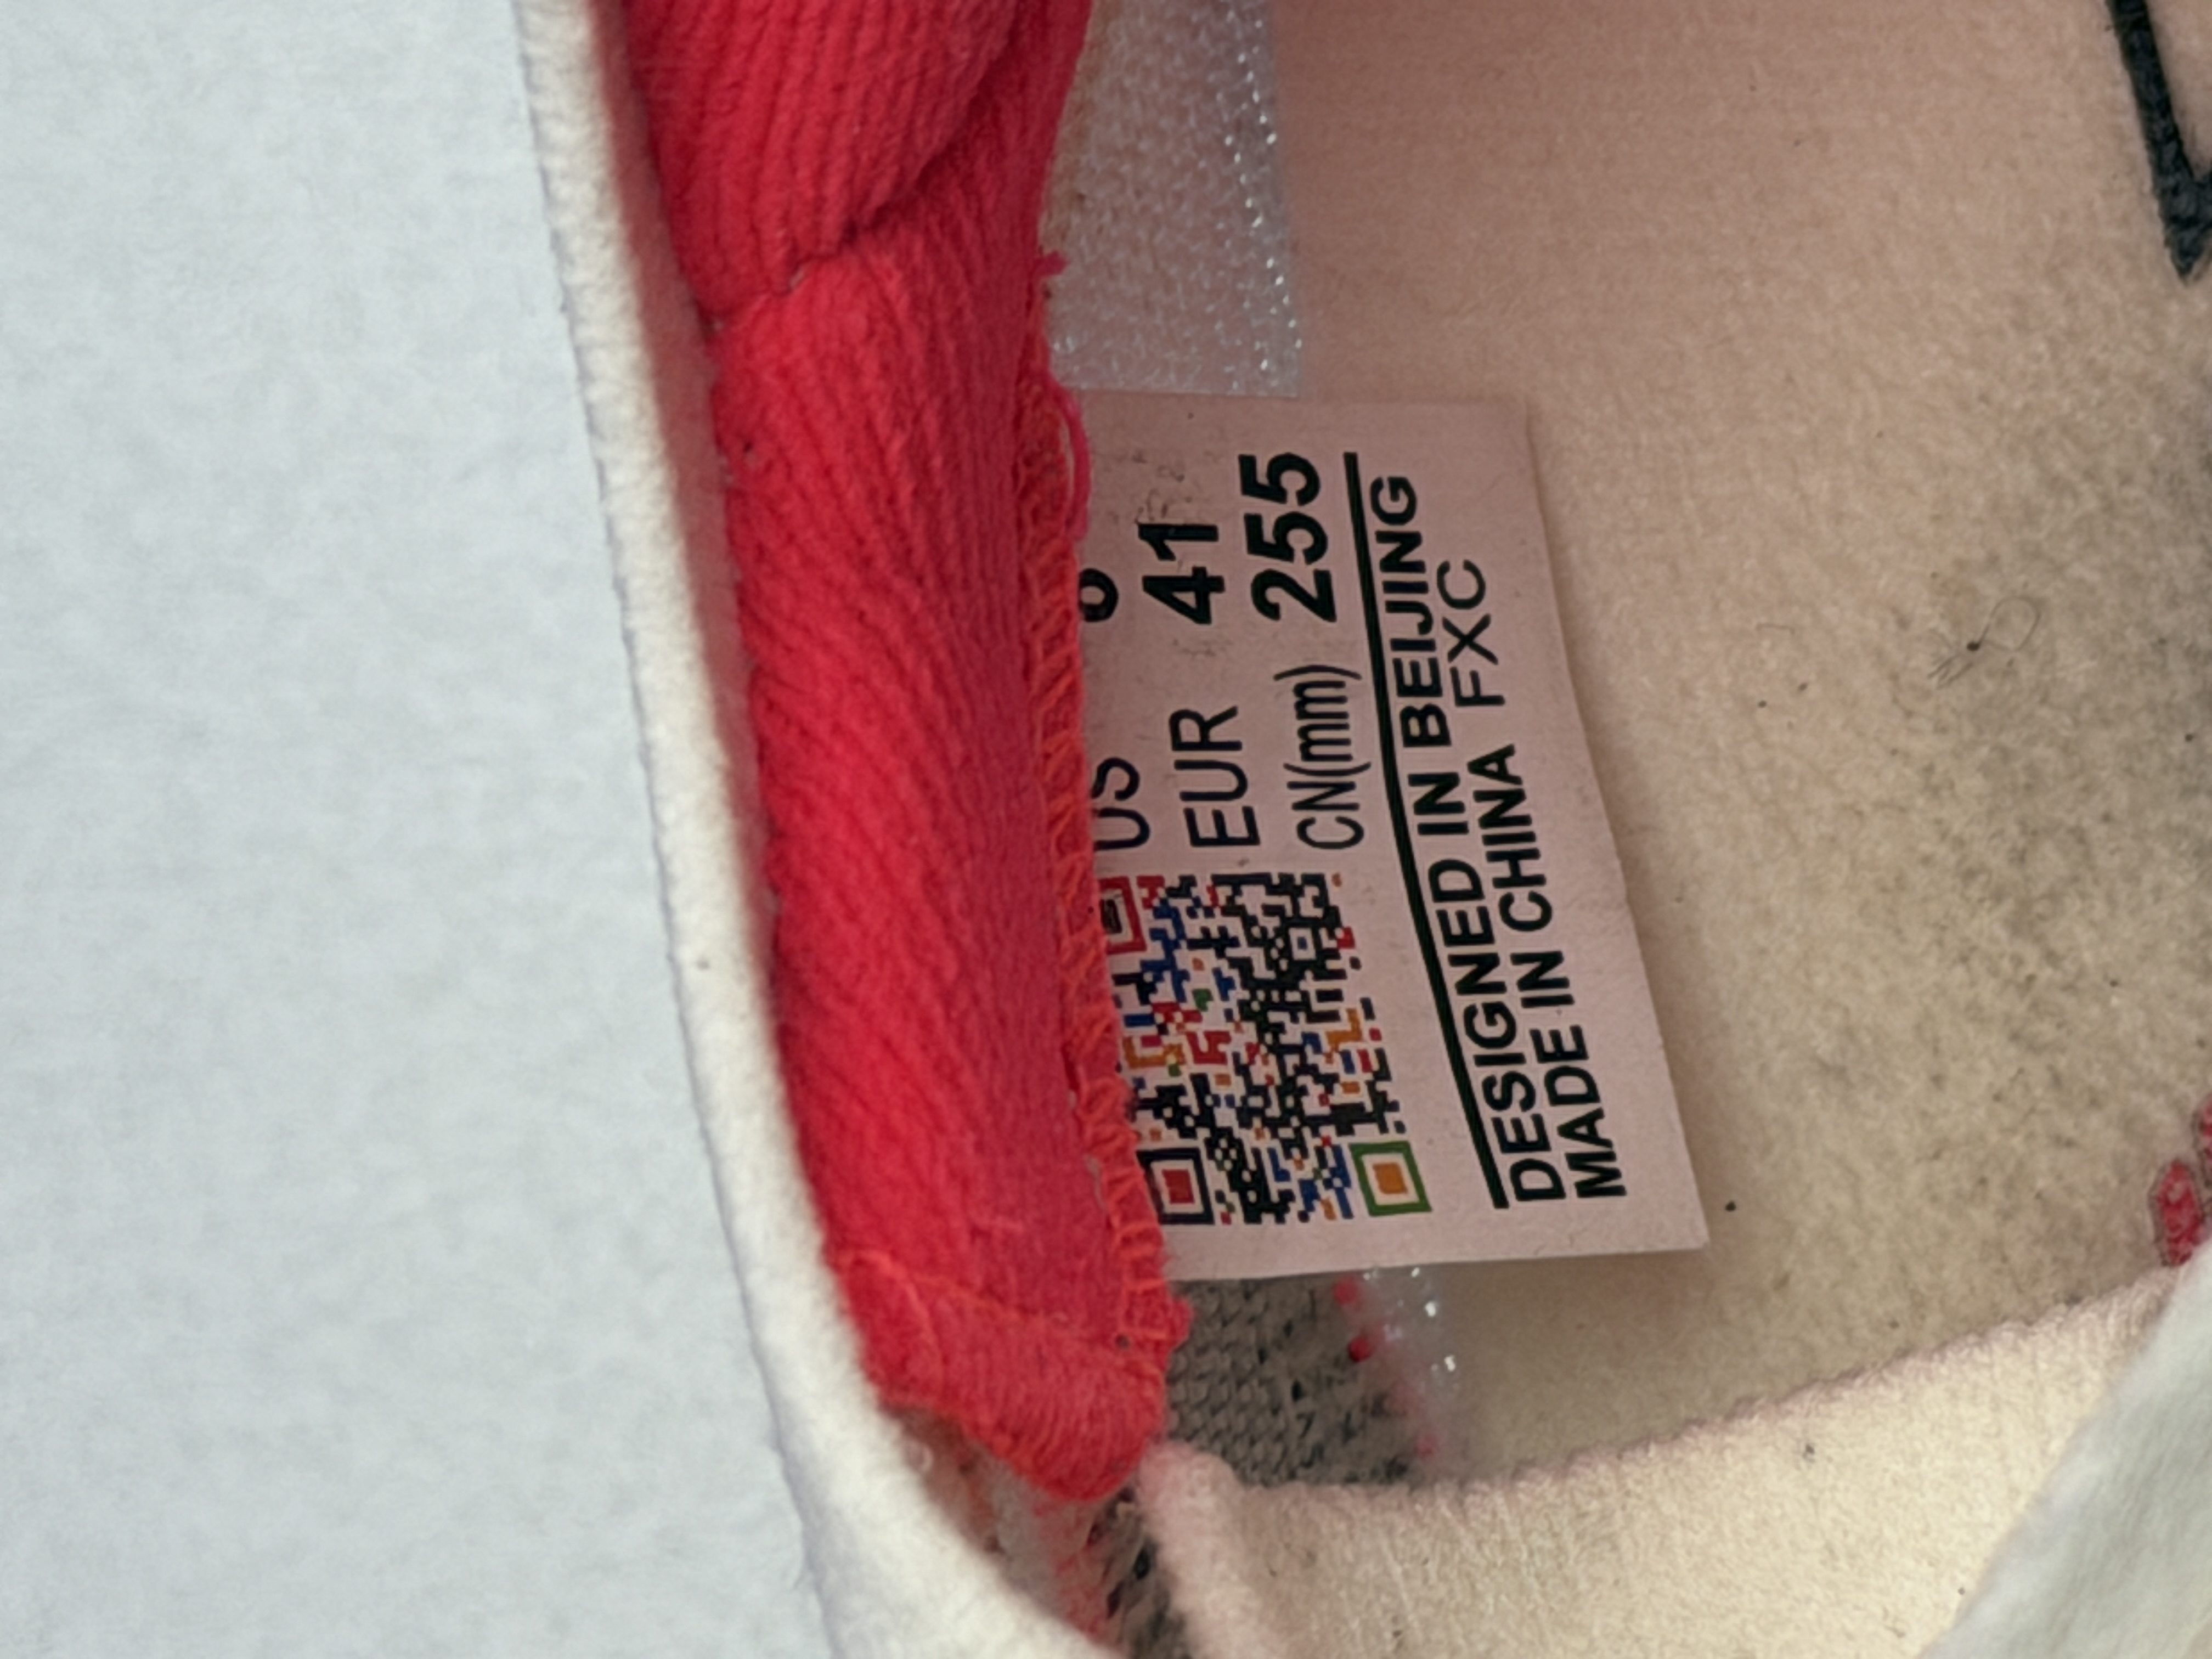 US
EUR 41
CN(mm) 255
DESIGNED IN BEIJING
MADE IN CHINA FXC